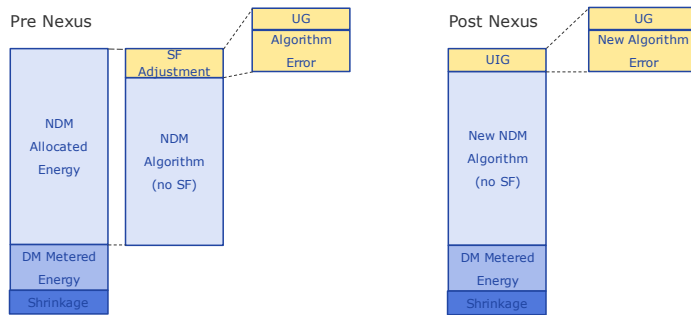 Pre Nexus
NDM
Allocated
Energy
DM Metered
Energy
Shrinkage
SF
Adjustment
NDM
Algorithm
(no SF)
UG
Algorithm
Error
Post Nexus
UIG
New NDM
Algorithm
(no SF)
DM Metered
Energy
Shrinkage
UG
New Algorithm
Error